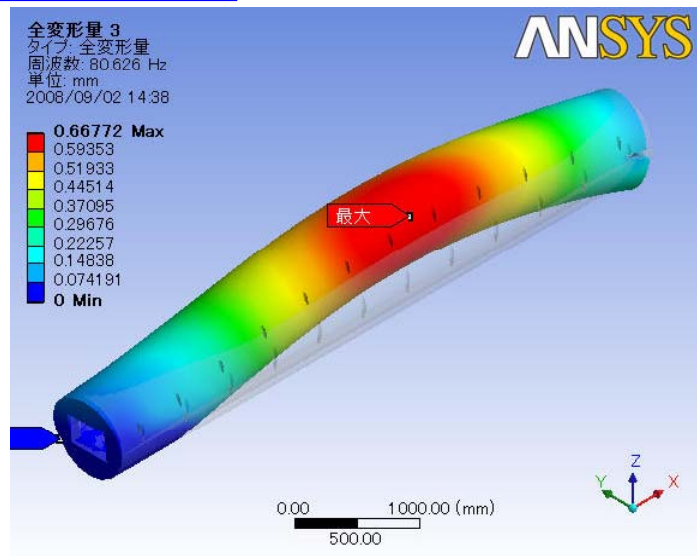 全変形量 3
タイプ: 全変形量
周波数: 80.626 Hz
単位: mm
2008/09/02 14:38
ANSYS
0.66772 Max
0.59353
0.51933
0.44514
0.37095
0.29676
0.22257
0.14838
0.074191
0 Min
最大
Z
Y
X
0.00
1000.00 (mm)
500.00